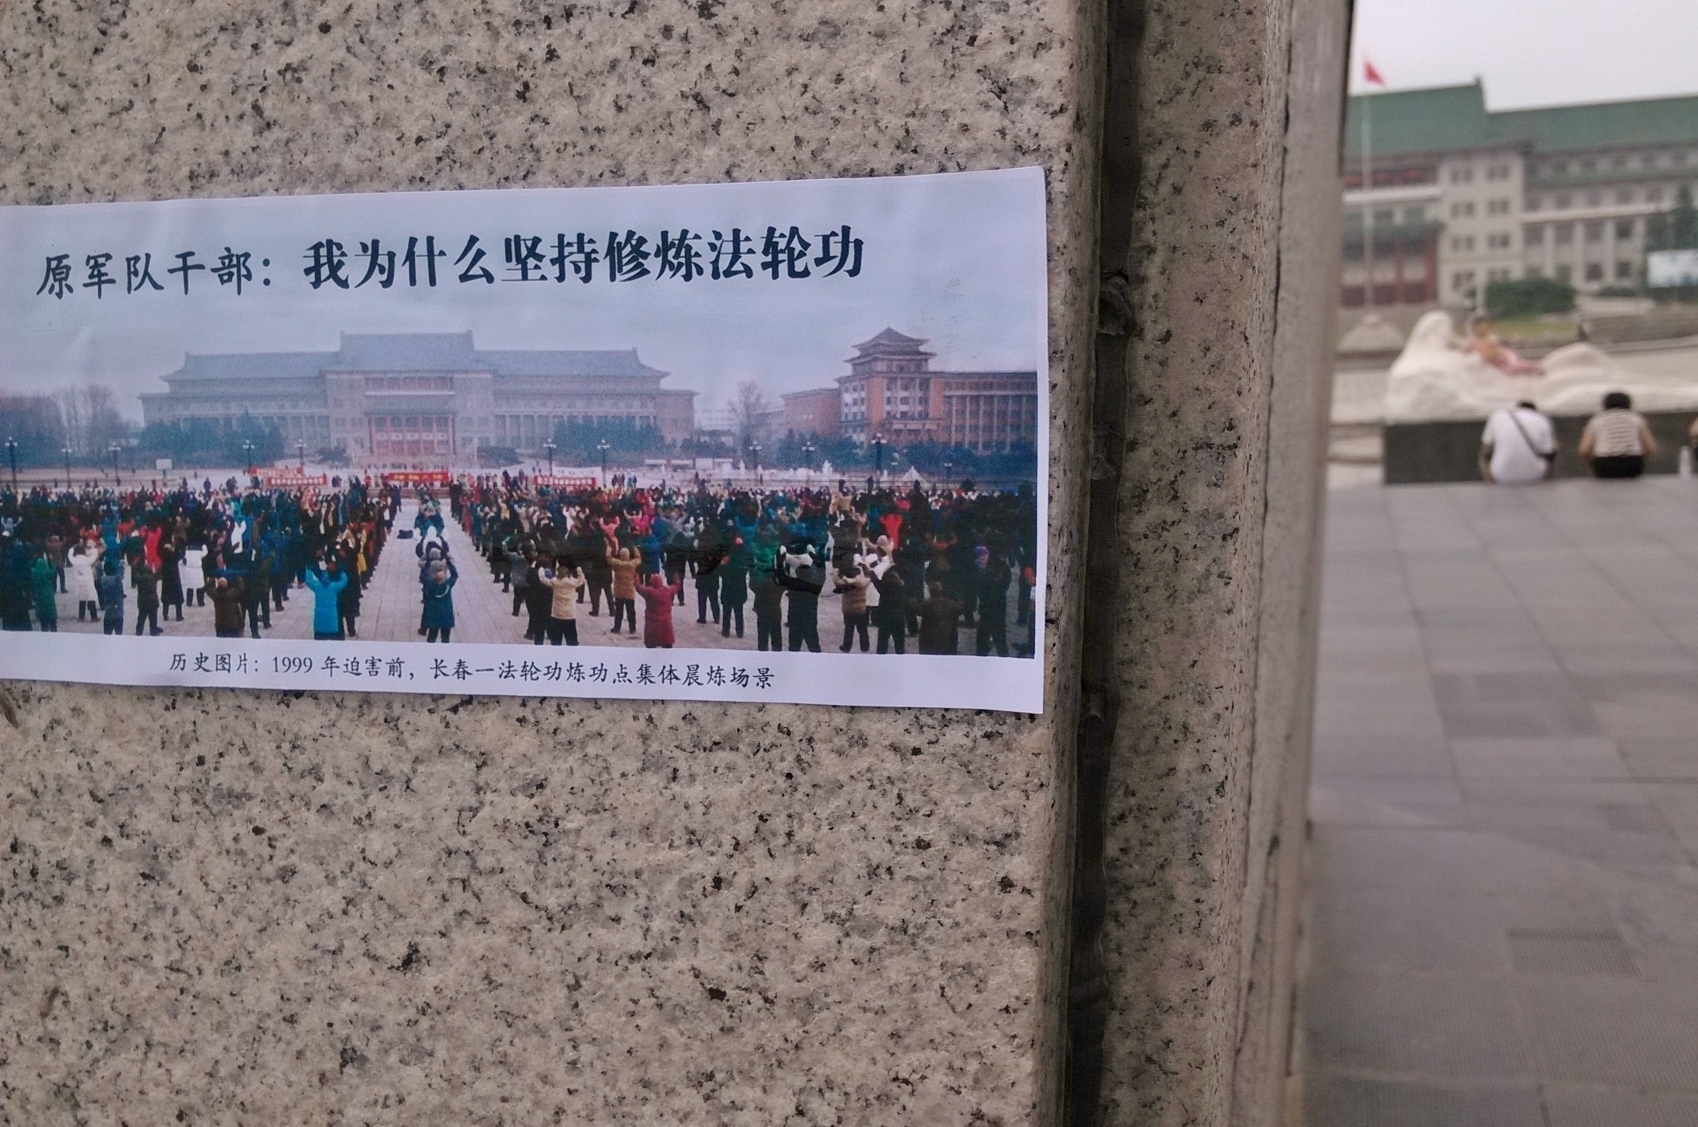 原军队干部：我为什么坚持修炼法轮功
历史图片：1999 年迫害前，长春一法轮功炼功点集体晨炼场景